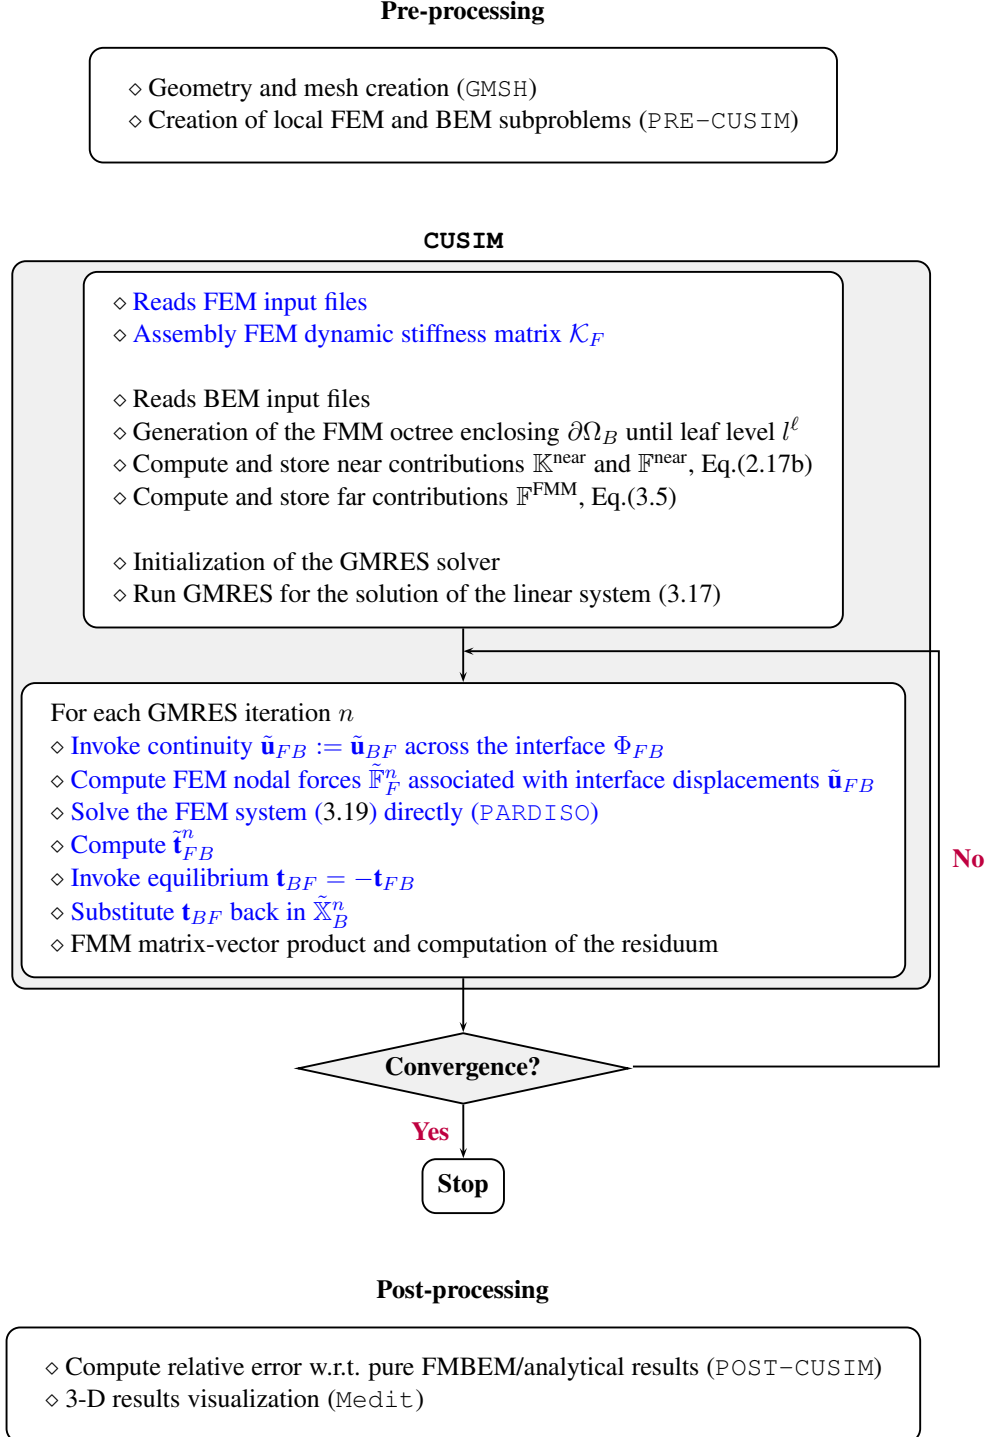 Pre-processing
⋄ Geometry and mesh creation (GMSH)
⋄ Creation of local FEM and BEM subproblems (PRE-CUSIM)
CUSIM
⋄ Reads FEM input files
⋄ Assembly FEM dynamic stiffness matrix 𝒦_F
⋄ Reads BEM input files
⋄ Generation of the FMM octree enclosing ∂Ω_B until leaf level l^ℓ
⋄ Compute and store near contributions 𝕂^near and 𝔽^near, Eq.(2.17b)
⋄ Compute and store far contributions 𝔽^FMM, Eq.(3.5)
⋄ Initialization of the GMRES solver
⋄ Run GMRES for the solution of the linear system (3.17)
For each GMRES iteration n
⋄ Invoke continuity ũ_FB := ũ_BF across the interface Φ_FB
⋄ Compute FEM nodal forces 𝔽̃^n_F associated with interface displacements ũ_FB
⋄ Solve the FEM system (3.19) directly (PARDISO)
⋄ Compute t̃^n_FB
⋄ Invoke equilibrium t_BF = −t_FB
⋄ Substitute t_BF back in 𝕏̃^n_B
⋄ FMM matrix-vector product and computation of the residuum
No
Convergence?
Yes
Stop
Post-processing
⋄ Compute relative error w.r.t. pure FMBEM/analytical results (POST-CUSIM)
⋄ 3-D results visualization (Medit)